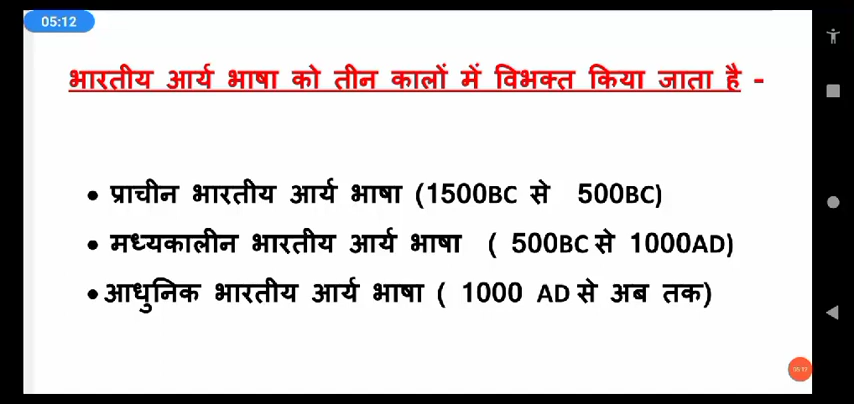 05:12
भारतीय आर्य भाषा को तीन कालों में विभक्त किया जाता है -
• प्राचीन भारतीय आर्य भाषा (1500BC से 500BC)
• मध्यकालीन भारतीय आर्य भाषा ( 500BC से 1000AD)
• आधुनिक भारतीय आर्य भाषा ( 1000 AD से अब तक)